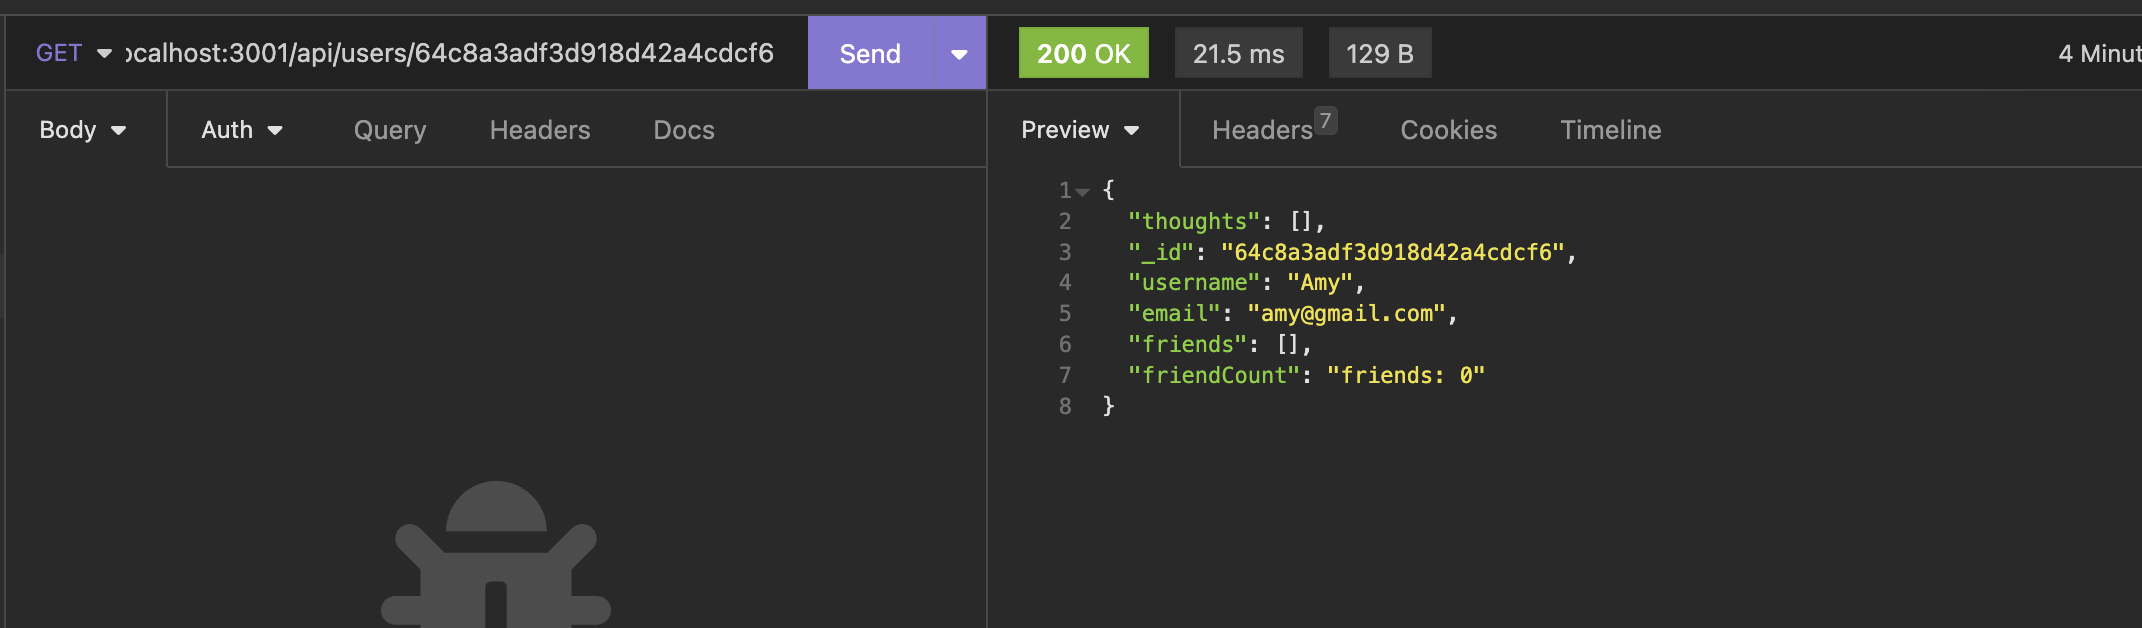 GET ocalhost:3001/api/users/64c8a3adf3d918d42a4cdcf6 Send 200 OK 21.5 ms 129 B 4 Minut
Body Auth Query Headers Docs Preview Headers 7 Cookies Timeline
1 {
2 "thoughts": [],
3 "_id": "64c8a3adf3d918d42a4cdcf6",
4 "username": "Amy",
5 "email": "amy@gmail.com",
6 "friends": [],
7 "friendCount": "friends: 0"
8 }